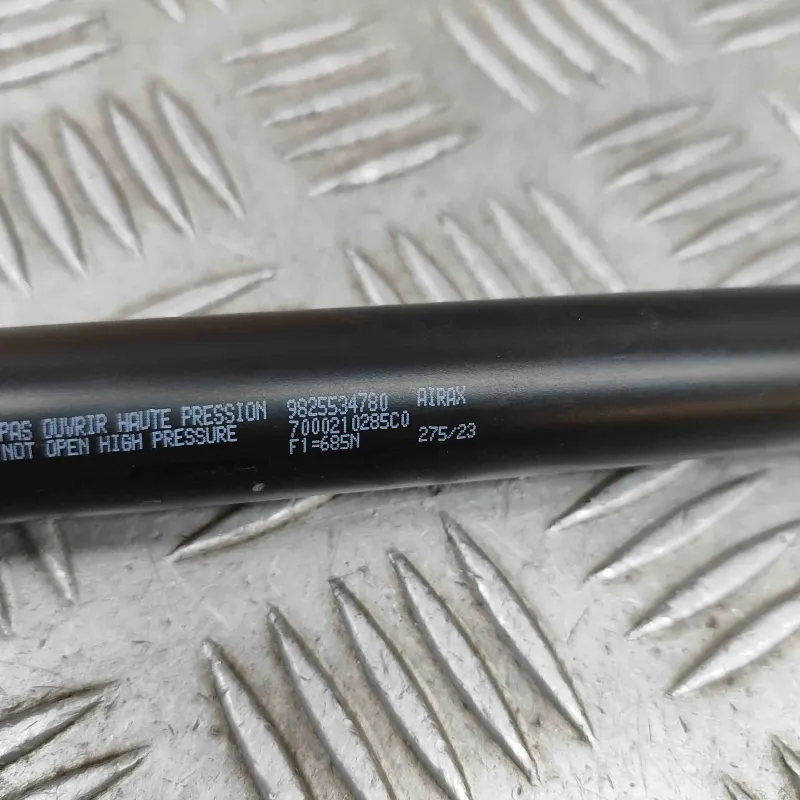 PAS OUVRIR HAUTE PRESSION 9825534780 AIRAX
NOT OPEN HIGH PRESSURE 7000210285C0
F1=685N 275/23